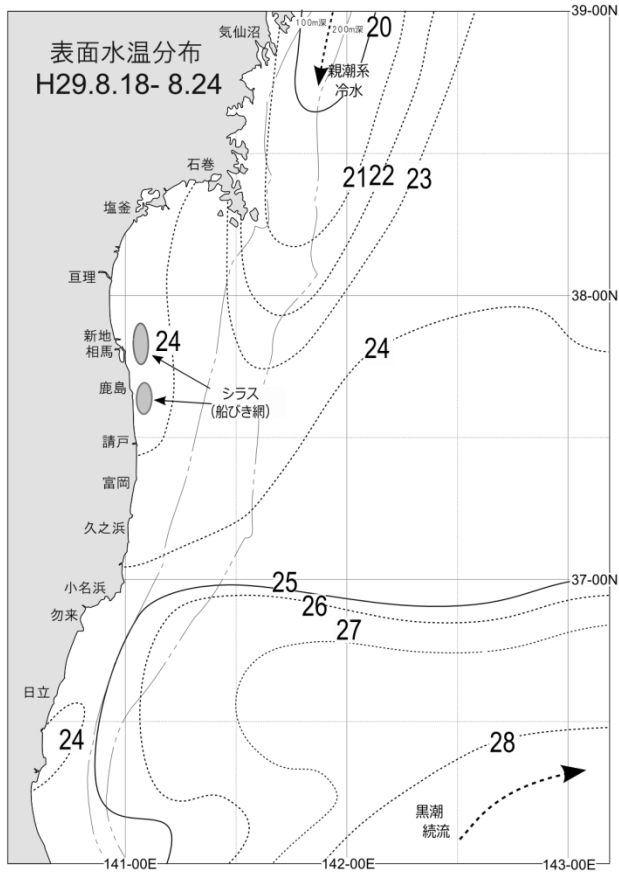 39-00N
気仙沼
100m深
200m深
20
表面水温分布
H29.8.18- 8.24
親潮系
冷水
石巻
21
22
23
塩釜
亘理
38-00N
新地
相馬
24
24
鹿島
シラス
(船びき網)
請戸
富岡
久之浜
37-00N
小名浜
25
26
勿来
27
日立
24
28
黒潮
続流
141-00E
142-00E
143-00E